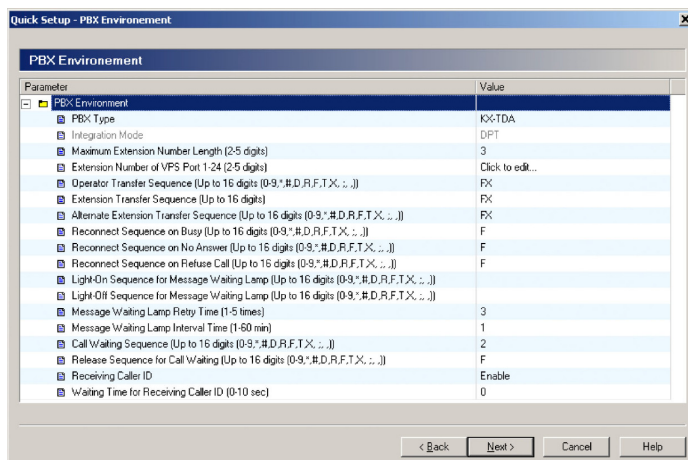 Quick Setup - PBX Environement
PBX Environement
Parameter Value
PBX Environment
PBX Type KX-TDA
Integration Mode DPT
Maximum Extension Number Length (2-5 digits) 3
Extension Number of VPS Port 1-24 (2-5 digits) Click to edit...
Operator Transfer Sequence (Up to 16 digits (0-9,*,#,D,R,F,T,X, ;, ,)) FX
Extension Transfer Sequence (Up to 16 digits) FX
Alternate Extension Transfer Sequence (Up to 16 digits (0-9,*,#,D,R,F,T,X, ;, ,)) FX
Reconnect Sequence on Busy (Up to 16 digits (0-9,*,#,D,R,F,T,X, ;, ,)) F
Reconnect Sequence on No Answer (Up to 16 digits (0-9,*,#,D,R,F,T,X, ;, ,)) F
Reconnect Sequence on Refuse Call (Up to 16 digits (0-9,*,#,D,R,F,T,X, ;, ,)) F
Light-On Sequence for Message Waiting Lamp (Up to 16 digits (0-9,*,#,D,R,F,T,X, ;, ,))
Light-Off Sequence for Message Waiting Lamp (Up to 16 digits (0-9,*,#,D,R,F,T,X, ;, ,))
Message Waiting Lamp Retry Time (1-5 times) 3
Message Waiting Lamp Interval Time (1-60 min) 1
Call Waiting Sequence (Up to 16 digits (0-9,*,#,D,R,F,T,X, ;, ,)) 2
Release Sequence for Call Waiting (Up to 16 digits (0-9,*,#,D,R,F,T,X, ;, ,)) F
Receiving Caller ID Enable
Waiting Time for Receiving Caller ID (0-10 sec) 0
< Back Next > Cancel Help